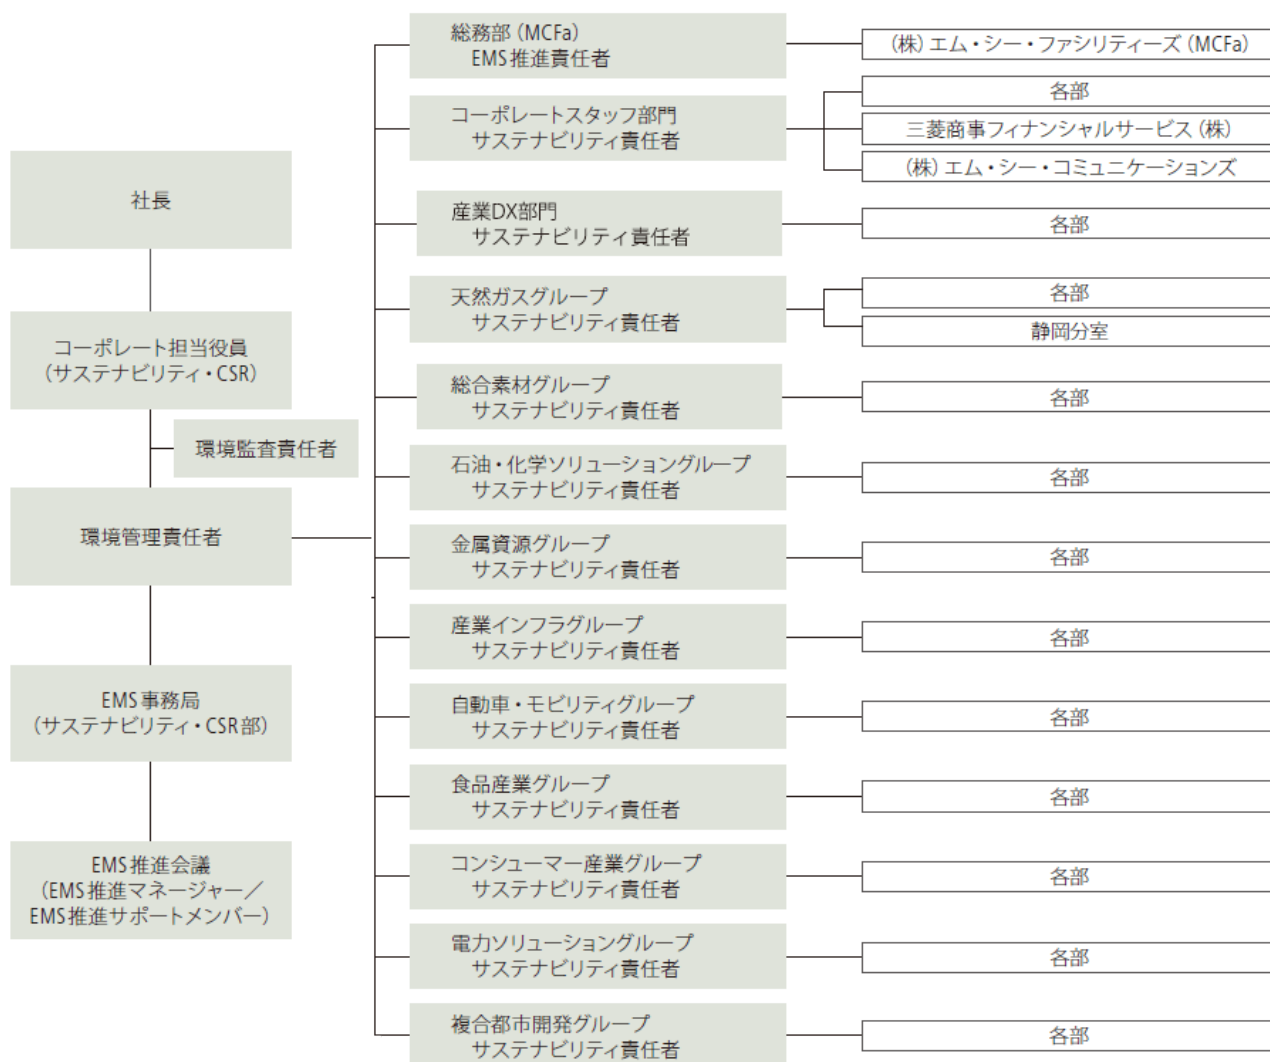 社長
コーポレート担当役員
（サステナビリティ・CSR）
環境監査責任者
環境管理責任者
EMS事務局
（サステナビリティ・CSR部）
EMS推進会議
（EMS推進マネージャー／
EMS推進サポートメンバー）
総務部（MCFa）
EMS推進責任者
（株）エム・シー・ファシリティーズ（MCFa）
コーポレートスタッフ部門
サステナビリティ責任者
各部
三菱商事フィナンシャルサービス（株）
（株）エム・シー・コミュニケーションズ
産業DX部門
サステナビリティ責任者
各部
天然ガスグループ
サステナビリティ責任者
各部
静岡分室
総合素材グループ
サステナビリティ責任者
各部
石油・化学ソリューショングループ
サステナビリティ責任者
各部
金属資源グループ
サステナビリティ責任者
各部
産業インフラグループ
サステナビリティ責任者
各部
自動車・モビリティグループ
サステナビリティ責任者
各部
食品産業グループ
サステナビリティ責任者
各部
コンシューマー産業グループ
サステナビリティ責任者
各部
電力ソリューショングループ
サステナビリティ責任者
各部
複合都市開発グループ
サステナビリティ責任者
各部